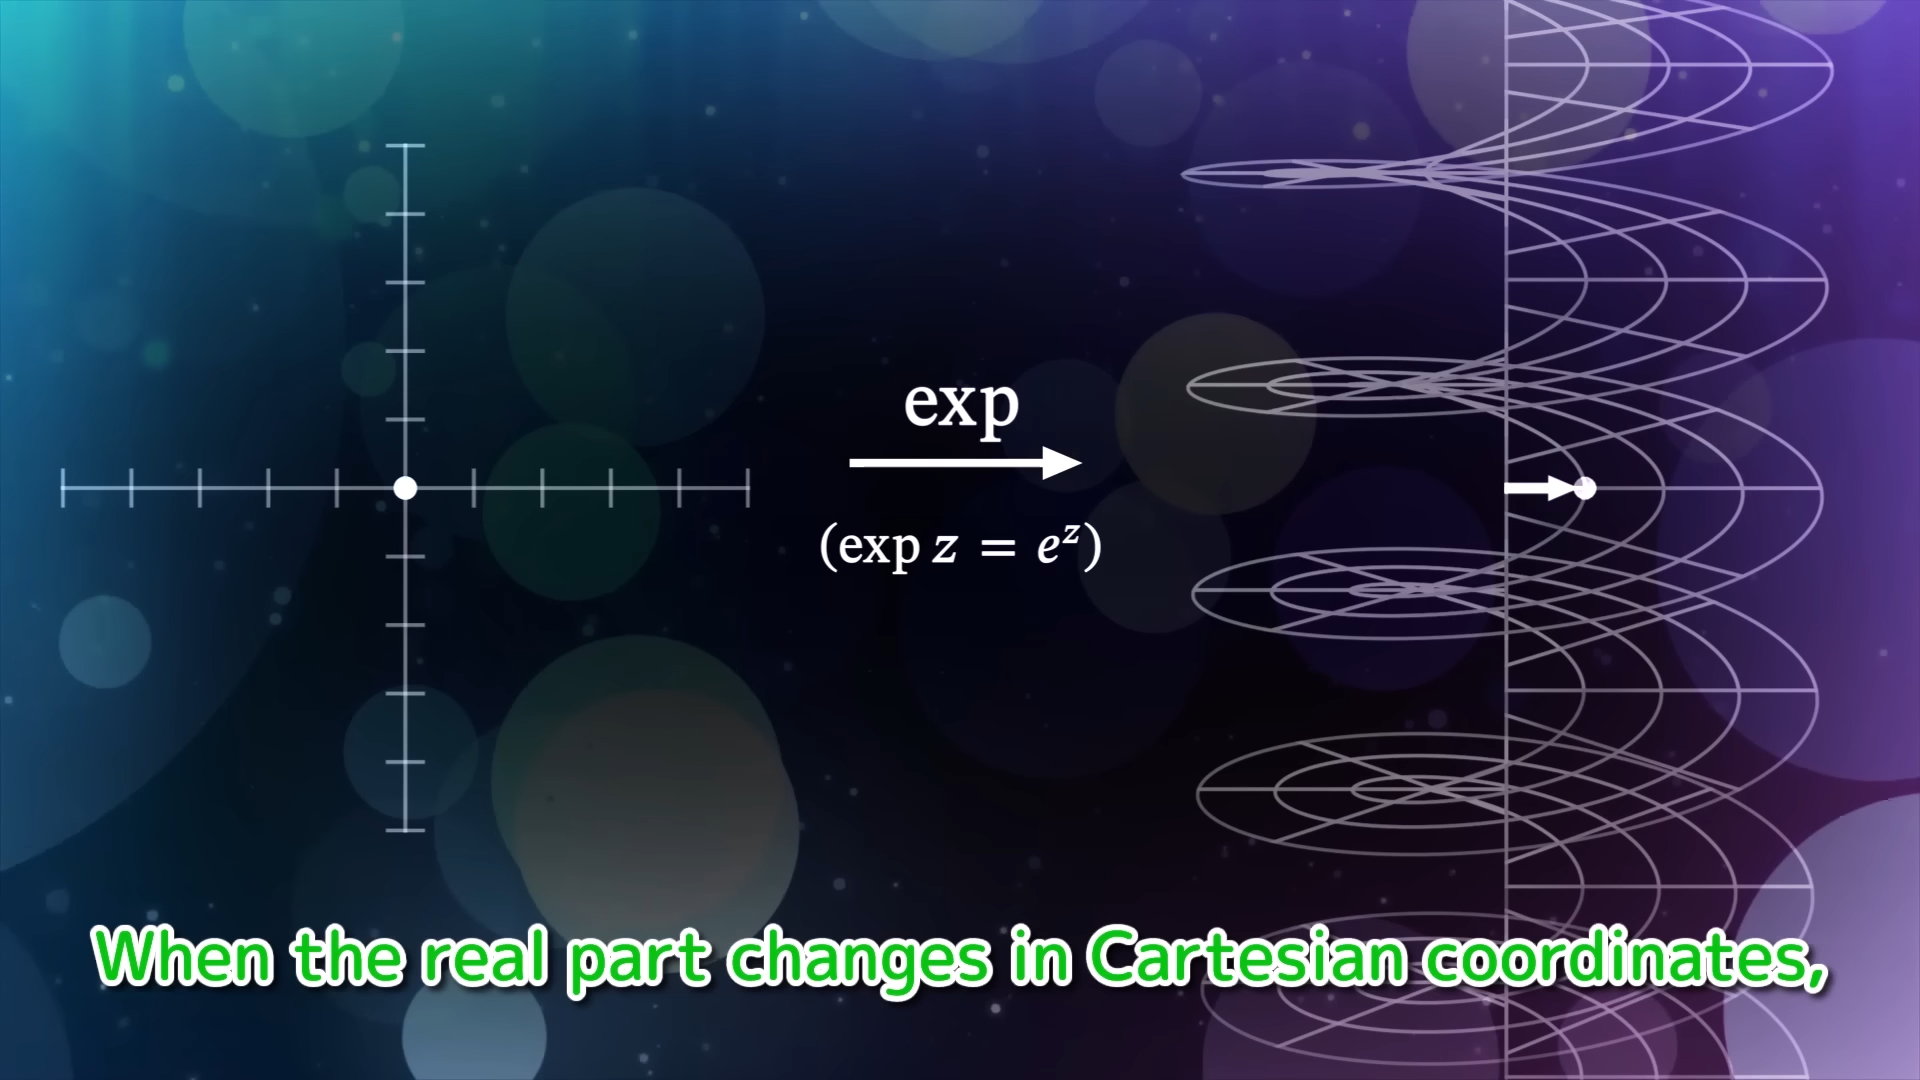 exp
(exp z = e^z)
When the real part changes in Cartesian coordinates,